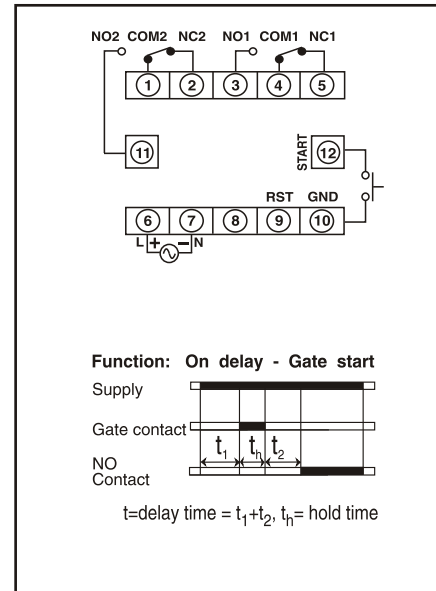 NO2 COM2 NC2 NO1 COM1 NC1
1 2 3 4 5
11 START 12
RST GND
6 7 8 9 10
L + − N
Function: On delay - Gate start
Supply
Gate contact
t₁ tₕ t₂
NO
Contact
t=delay time = t₁+t₂, tₕ= hold time